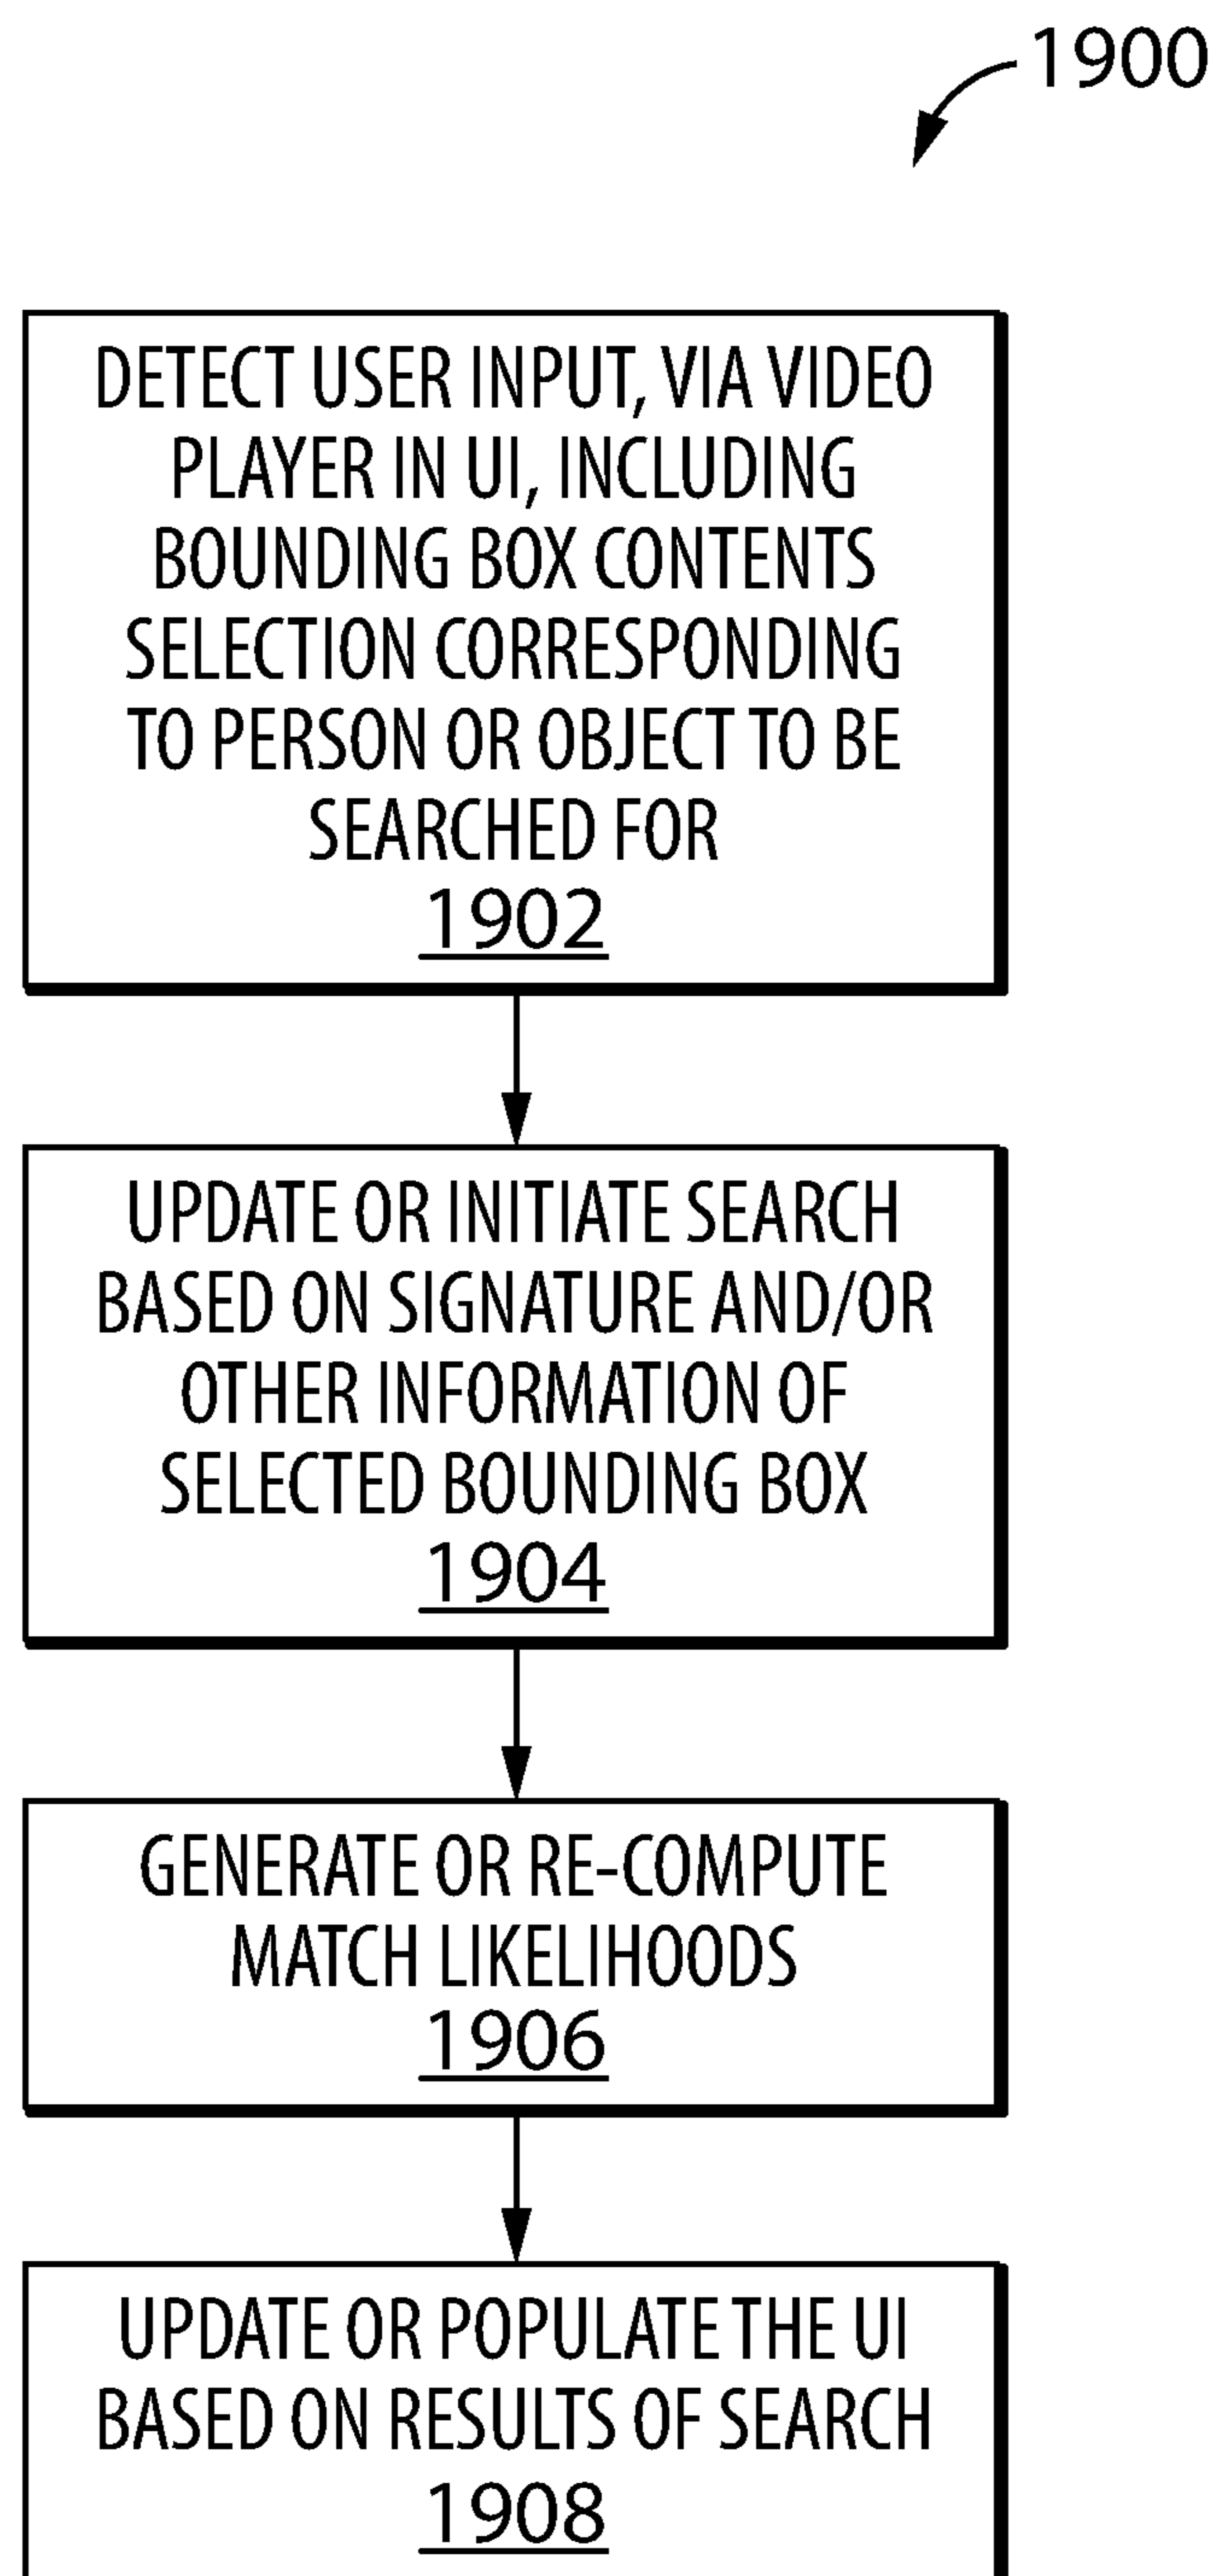 1900
DETECT USER INPUT, VIA VIDEO
PLAYER IN UI, INCLUDING
BOUNDING BOX CONTENTS
SELECTION CORRESPONDING
TO PERSON OR OBJECT TO BE
SEARCHED FOR
1902
UPDATE OR INITIATE SEARCH
BASED ON SIGNATURE AND/OR
OTHER INFORMATION OF
SELECTED BOUNDING BOX
1904
GENERATE OR RE-COMPUTE
MATCH LIKELIHOODS
1906
UPDATE OR POPULATE THE UI
BASED ON RESULTS OF SEARCH
1908